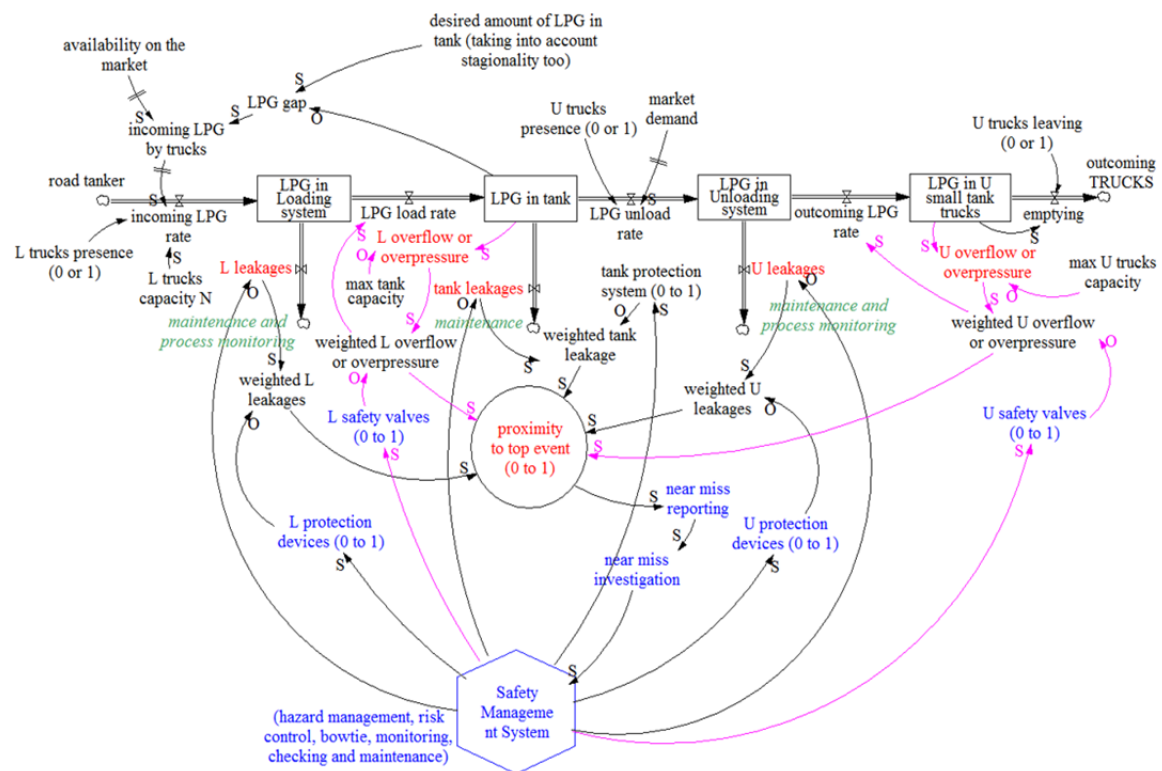 desired amount of LPG in
tank (taking into account
stagionality too)
availability on the
market
S
LPG gap
S
O
S
incoming LPG
by trucks
U trucks
presence (0 or 1)
market
demand
U trucks leaving
(0 or 1)
outcoming
TRUCKS
road tanker
S
incoming LPG
rate
LPG in
Loading
system
LPG load rate
LPG in tank
S
LPG unload
rate
LPG in
Unloading
system
outcoming LPG
rate
LPG in U
small tank
trucks
emptying
L trucks presence
(0 or 1)
S
L trucks
capacity N
L leakages
O
S
L overflow or
overpressure
S
O
max tank
capacity
tank leakages
O
tank protection
system (0 to 1)
S
O
U leakages
O
S
S
U overflow or
overpressure
S
O
max U trucks
capacity
maintenance and
process monitoring
maintenance
maintenance and
process monitoring
S
weighted L overflow
or overpressure
O
S
weighted tank
leakage
S
weighted U overflow
or overpressure
O
S
weighted L
leakages
O
S
weighted U
leakages
O
L safety valves
(0 to 1)
S
S
S
S
S
proximity
to top event
(0 to 1)
U safety valves
(0 to 1)
S
S
near miss
reporting
S
L protection
devices (0 to 1)
S
U protection
devices (0 to 1)
S
near miss
investigation
S
Safety
Manageme
nt System
(hazard management, risk
control, bowtie, monitoring,
checking and maintenance)